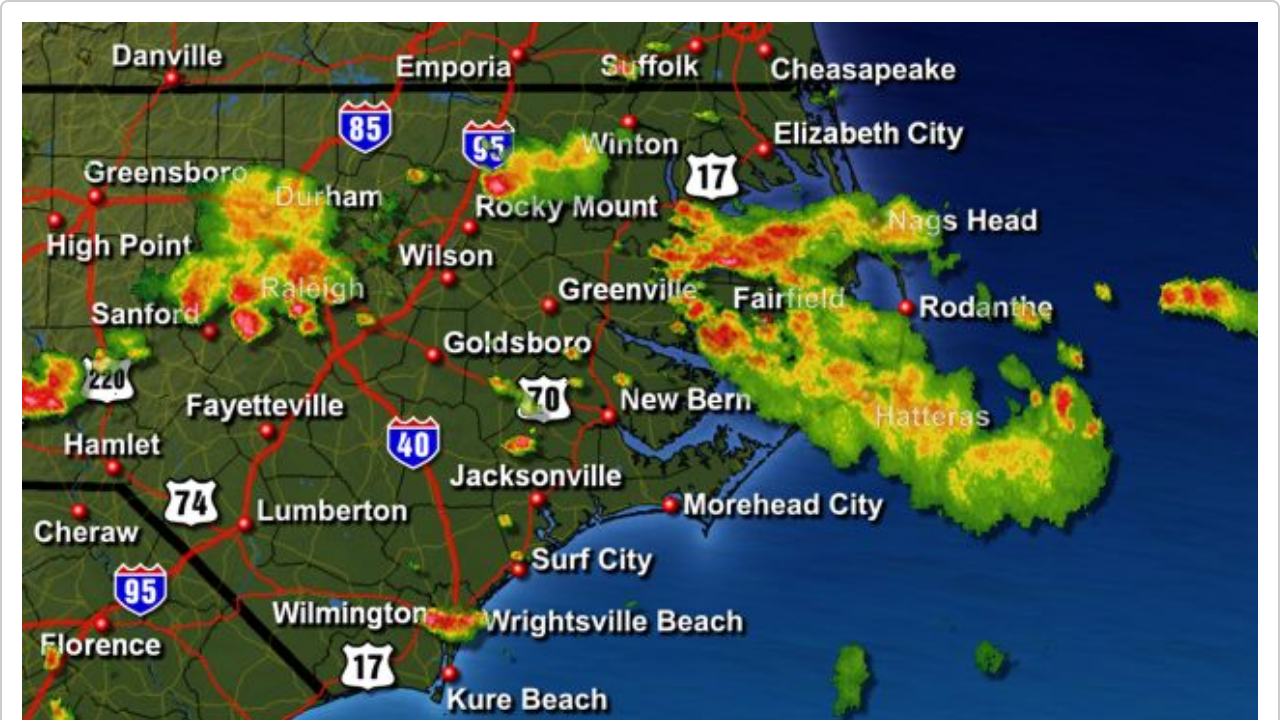 Danville
Emporia
Suffolk
Cheasapeake
85
95
Winton
Elizabeth City
17
Greensboro
Durham
Rocky Mount
Nags Head
High Point
Wilson
Raleigh
Greenville
Fairfield
Rodanthe
Sanford
Goldsboro
220
70
New Bern
Fayetteville
Hatteras
40
Hamlet
Jacksonville
74
Lumberton
Morehead City
Cheraw
Surf City
95
Wilmington
Wrightsville Beach
Florence
17
Kure Beach